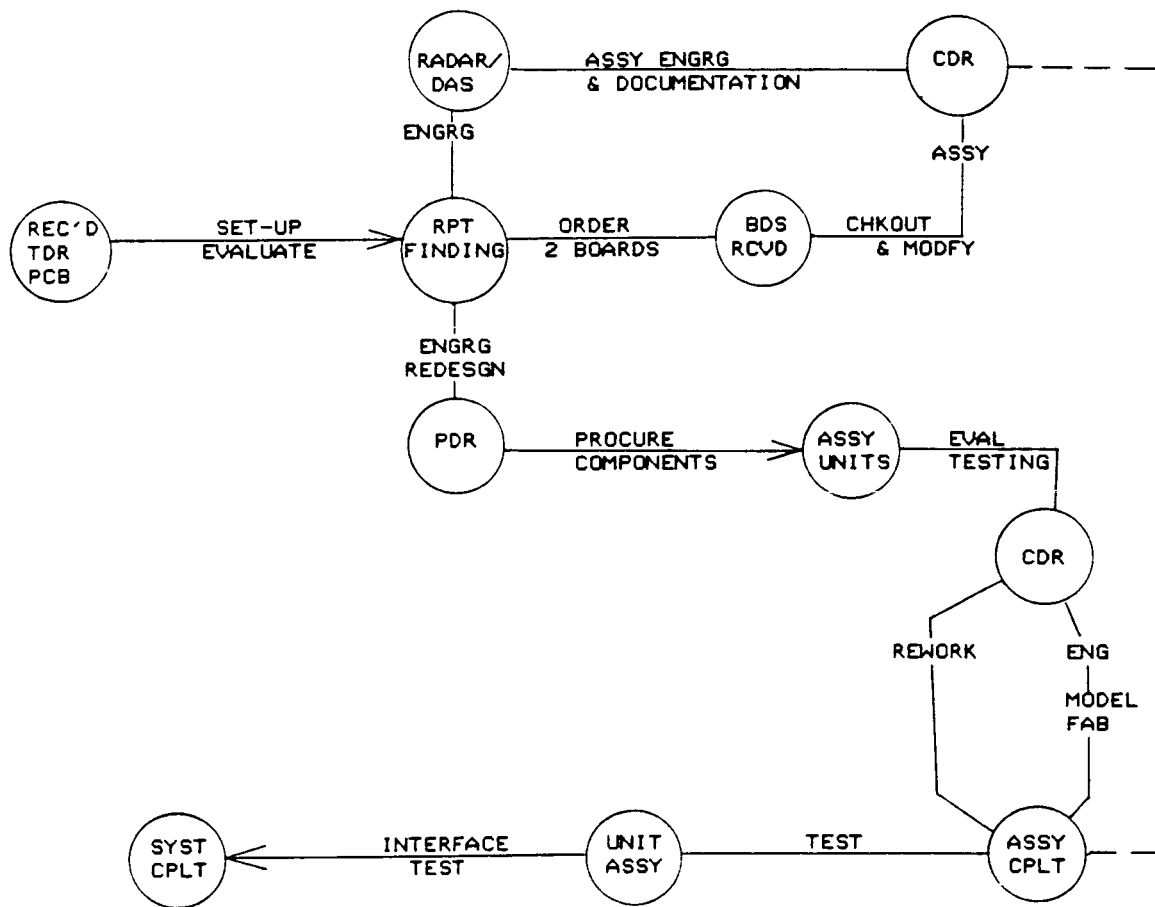 RADAR/
DAS
ASSY ENGRG
& DOCUMENTATION
CDR
ENGRG
ASSY
REC'D
TDR
PCB
SET-UP
EVALUATE
RPT
FINDING
ORDER
2 BOARDS
BDS
RCVD
CHKOUT
& MODFY
ENGRG
REDESGN
PDR
PROCURE
COMPONENTS
ASSY
UNITS
EVAL
TESTING
CDR
REWORK
ENG
MODEL
FAB
SYST
CPLT
INTERFACE
TEST
UNIT
ASSY
TEST
ASSY
CPLT